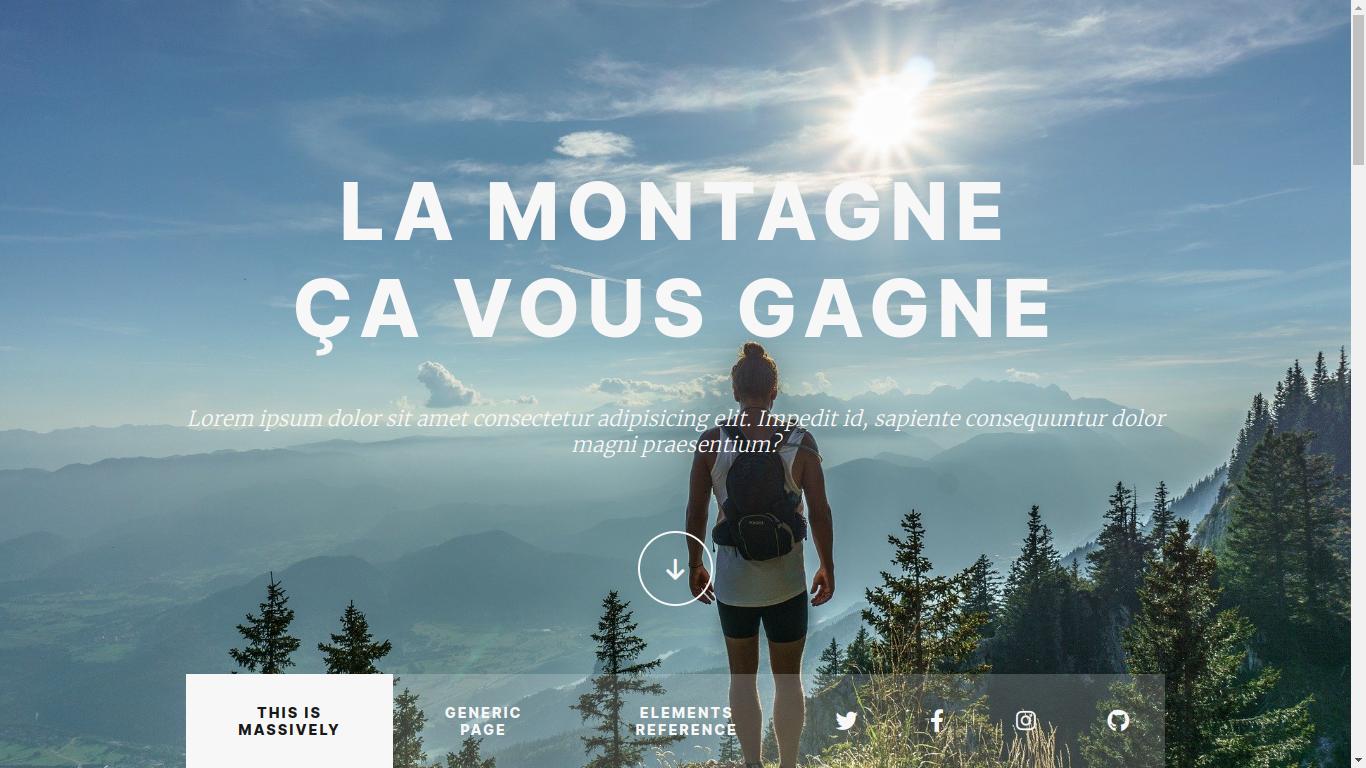 LA MONTAGNE
ÇA VOUS GAGNE
Lorem ipsum dolor sit amet consectetur adipisicing elit. Impedit id, sapiente consequuntur dolor
magni praesentium?
THIS IS
MASSIVELY
GENERIC
PAGE
ELEMENTS
REFERENCE